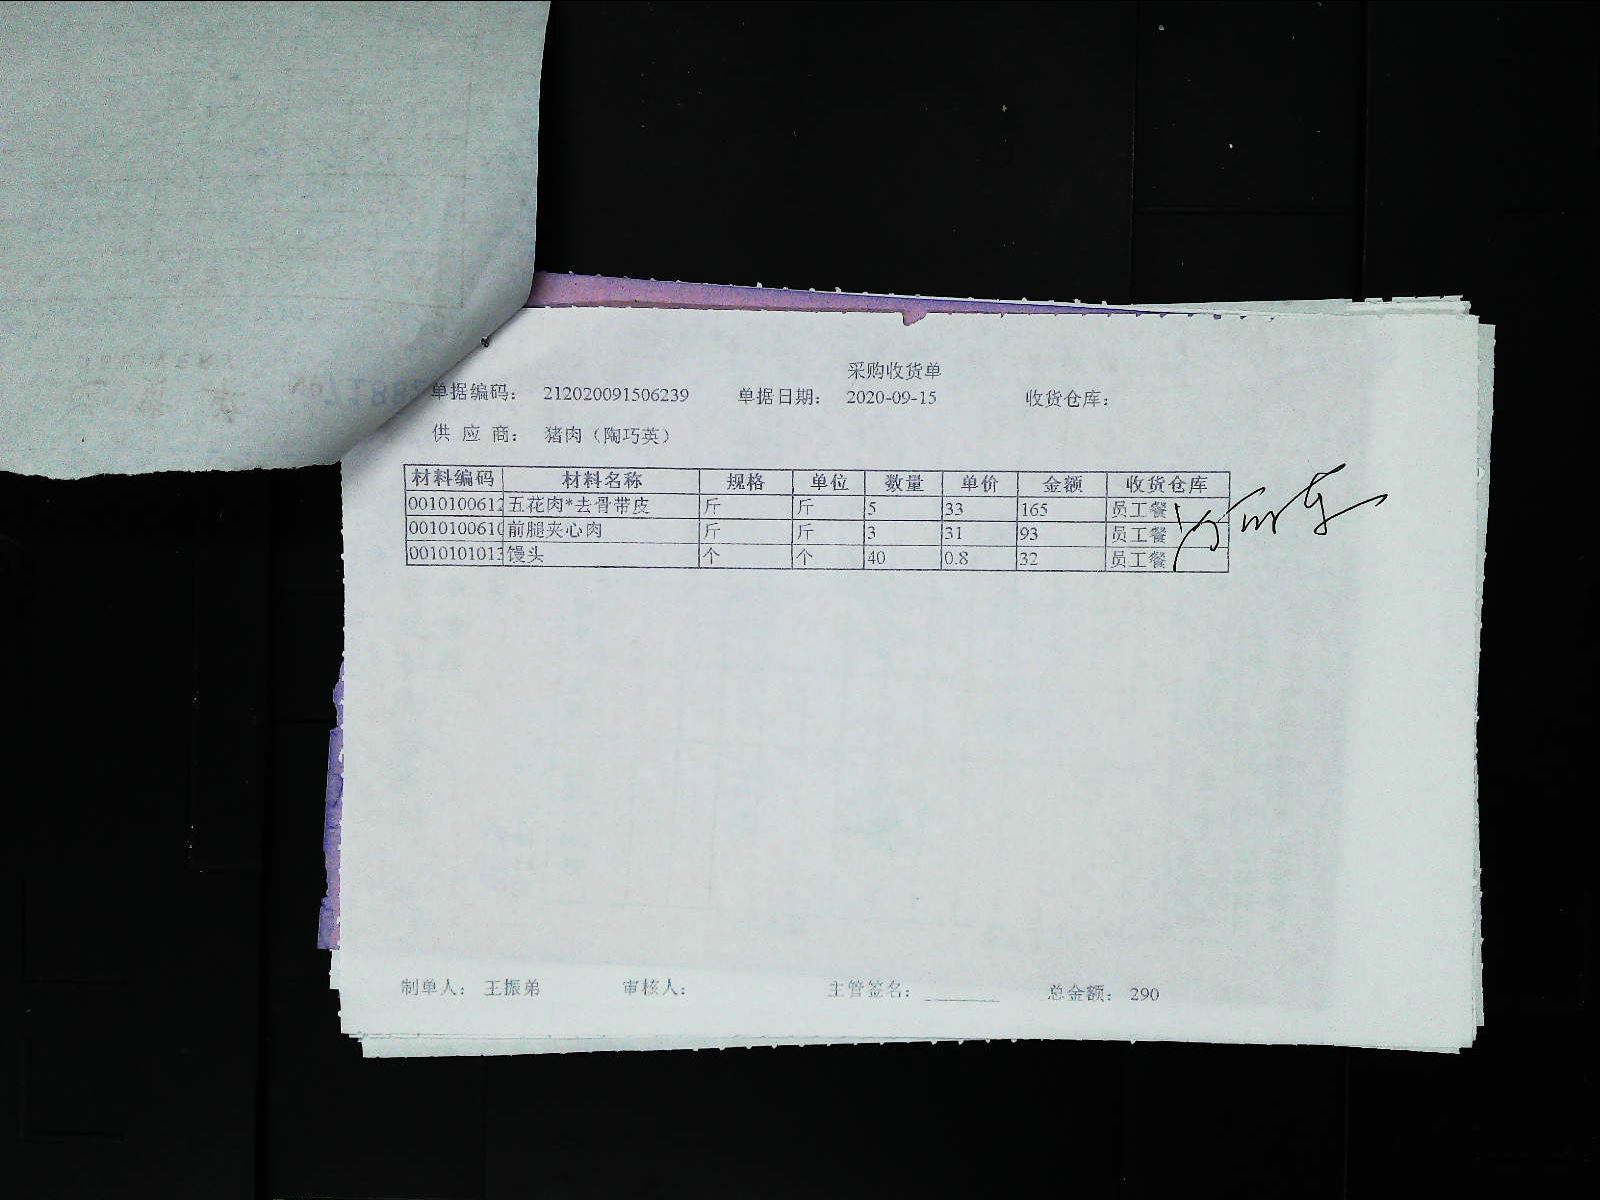 采购收货单
单据编码： 212020091506239 单据日期： 2020-09-15 收货仓库：
供 应 商： 猪肉（陶巧英）
材料编码 材料名称 规格 单位 数量 单价 金额 收货仓库
0010100612 五花肉*去骨带皮 斤 斤 5 33 165 员工餐
0010100610 前腿夹心肉 斤 斤 3 31 93 员工餐
0010101013 馒头 个 个 40 0.8 32 员工餐
制单人： 王振弟 审核人： 主管签名： ________ 总金额： 290